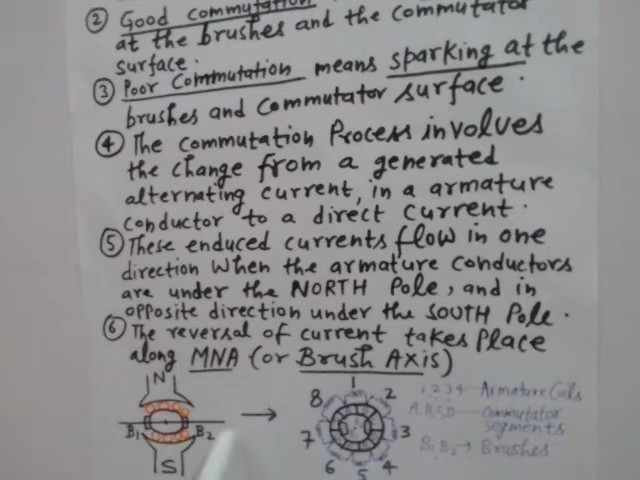 ② Good commutation
at the brushes and the commutator
surface.
③ Poor Commutation means sparking at the
brushes and Commutator surface.
④ The Commutation Process involves
the change from a generated
alternating current, in a armature
conductor to a direct current.
⑤ These enduced currents flow in one
direction when the armature conductors
are under the NORTH Pole, and in
opposite direction under the SOUTH Pole.
⑥ The reversal of current takes Place
along MNA (or Brush Axis)
N
B1 B2
S
1
8 2
7 3
6 5 4
1,2,3,4 — Armature Coils
A,B,C,D — Commutator
Segments
B1, B2 → Brushes